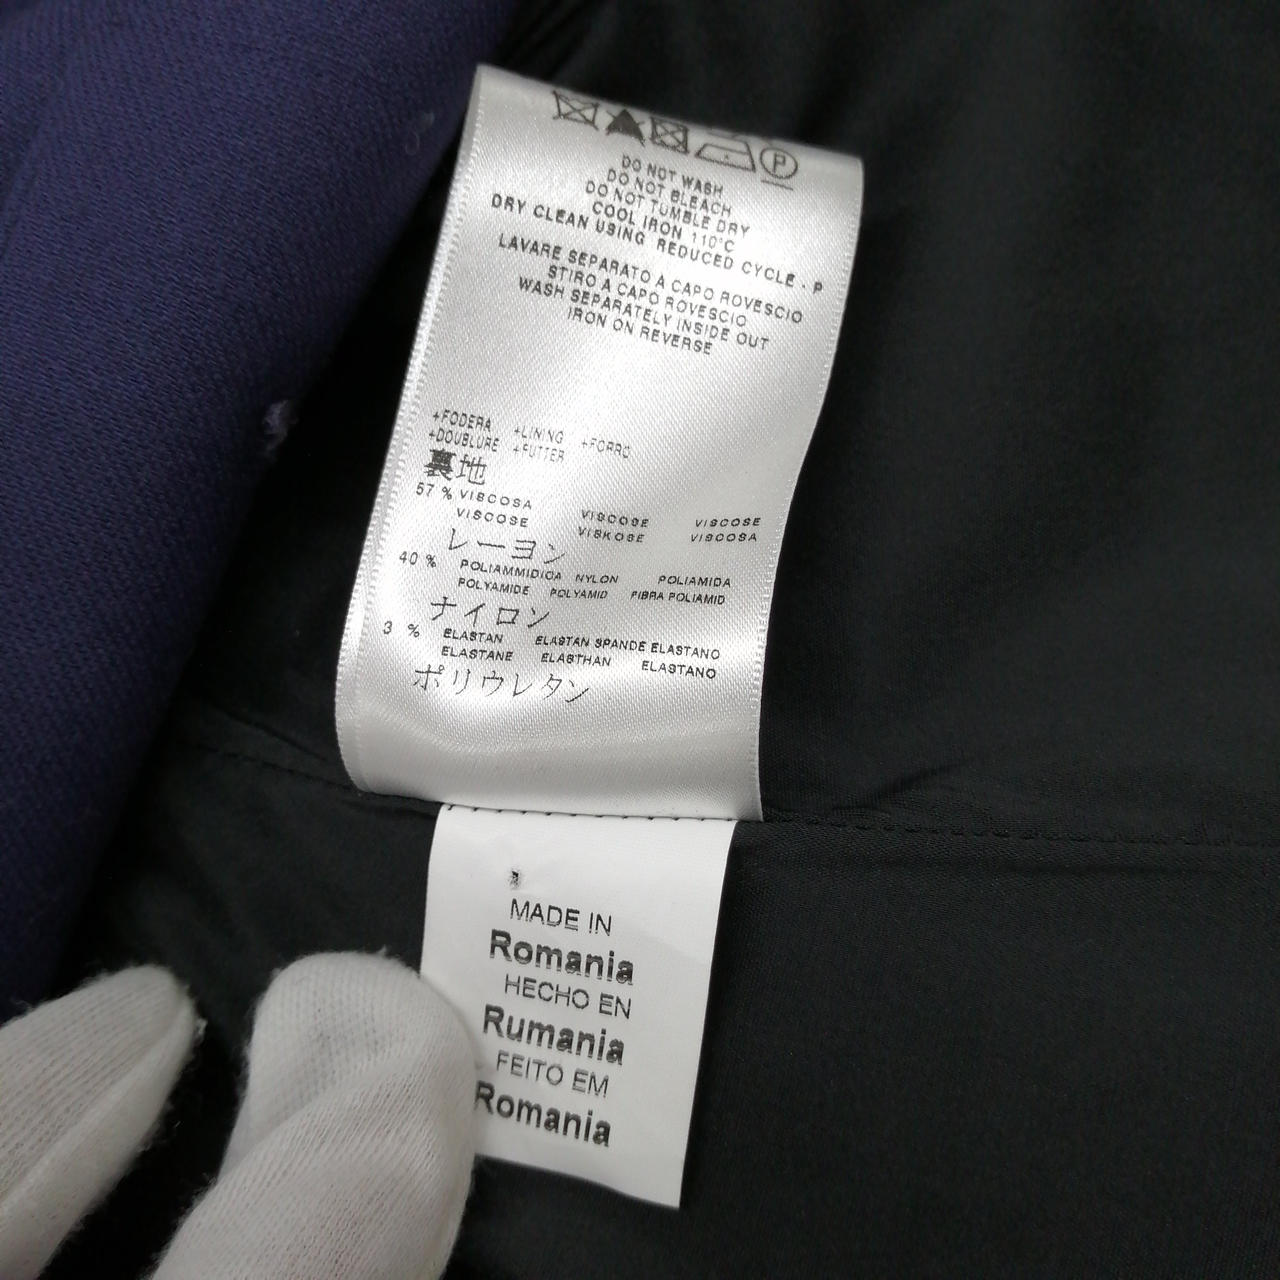 P
DO NOT WASH
DO NOT BLEACH
DO NOT TUMBLE DRY
COOL IRON 110°C
DRY CLEAN USING REDUCED CYCLE - P
LAVARE SEPARATO A CAPO ROVESCIO
STIRO A CAPO ROVESCIO
WASH SEPARATELY INSIDE OUT
IRON ON REVERSE
+FODERA +LINING +FORRO
+DOUBLURE +FUTTER
裏地
57 % VISCOSA VISCOSE VISCOSE
VISCOSE VISKOSE VISCOSA
レーヨン
40 % POLIAMMIDICA NYLON POLIAMIDA
POLYAMIDE POLYAMID FIBRA POLIAMID
ナイロン
3 % ELASTAN ELASTAN SPANDE ELASTANO
ELASTANE ELASTHAN ELASTANO
ポリウレタン
MADE IN
Romania
HECHO EN
Rumania
FEITO EM
Romania